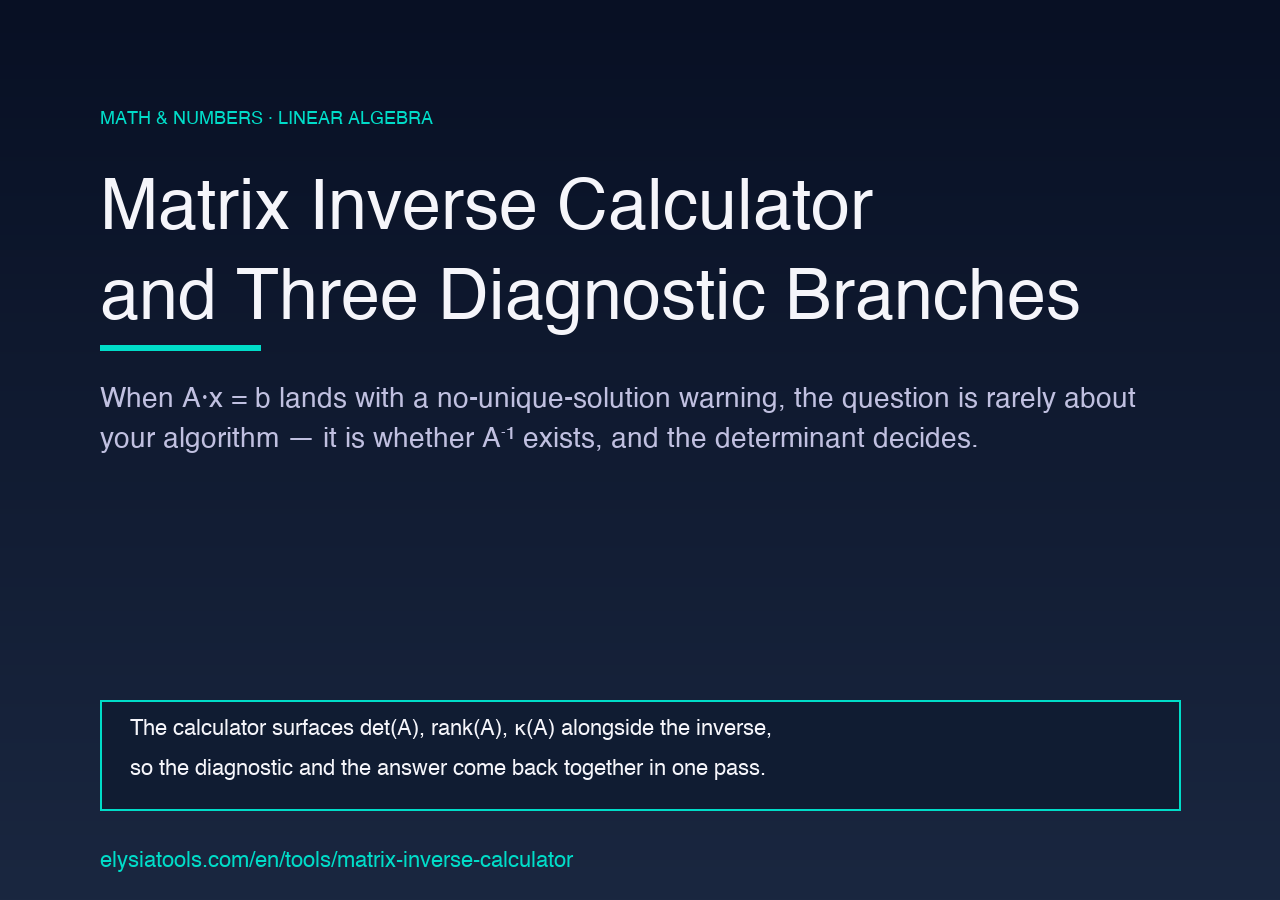 MATH & NUMBERS · LINEAR ALGEBRA
Matrix Inverse Calculator
and Three Diagnostic Branches
When A·x = b lands with a no-unique-solution warning, the question is rarely about
your algorithm — it is whether A⁻¹ exists, and the determinant decides.
The calculator surfaces det(A), rank(A), κ(A) alongside the inverse,
so the diagnostic and the answer come back together in one pass.
elysiatools.com/en/tools/matrix-inverse-calculator